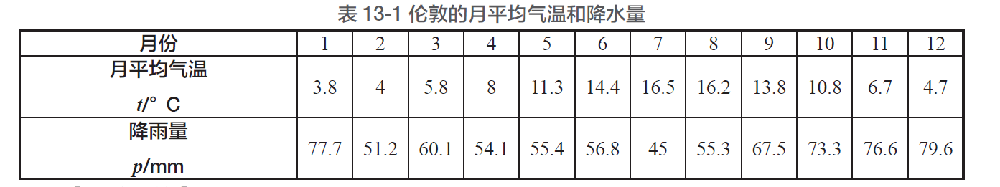 表 13-1 伦敦的月平均气温和降水量
月份 1 2 3 4 5 6 7 8 9 10 11 12
月平均气温
t/° C 3.8 4 5.8 8 11.3 14.4 16.5 16.2 13.8 10.8 6.7 4.7
降雨量
p/mm 77.7 51.2 60.1 54.1 55.4 56.8 45 55.3 67.5 73.3 76.6 79.6